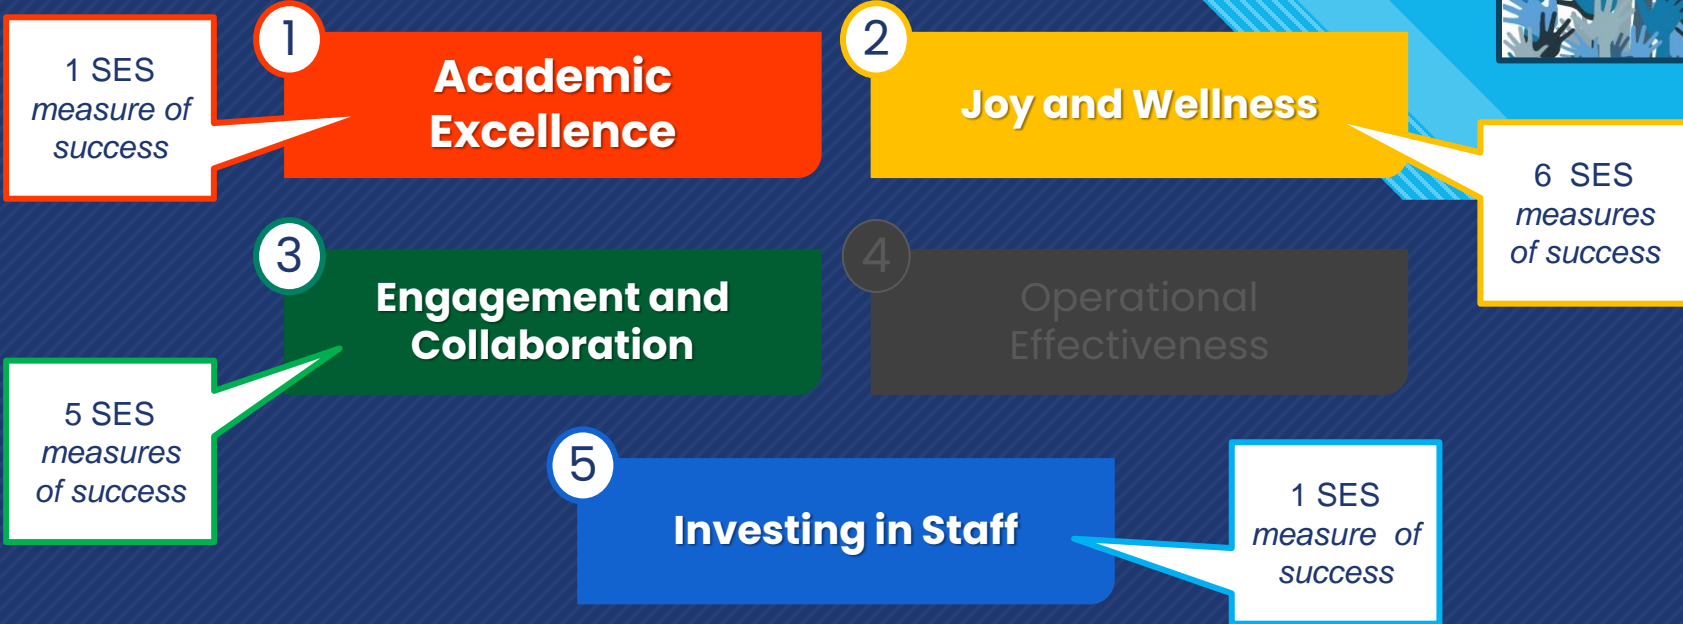 1
Academic
Excellence
1 SES
measure of
success
2
Joy and Wellness
6 SES
measures
of success
3
Engagement and
Collaboration
5 SES
measures
of success
4
Operational
Effectiveness
5
Investing in Staff
1 SES
measure of
success